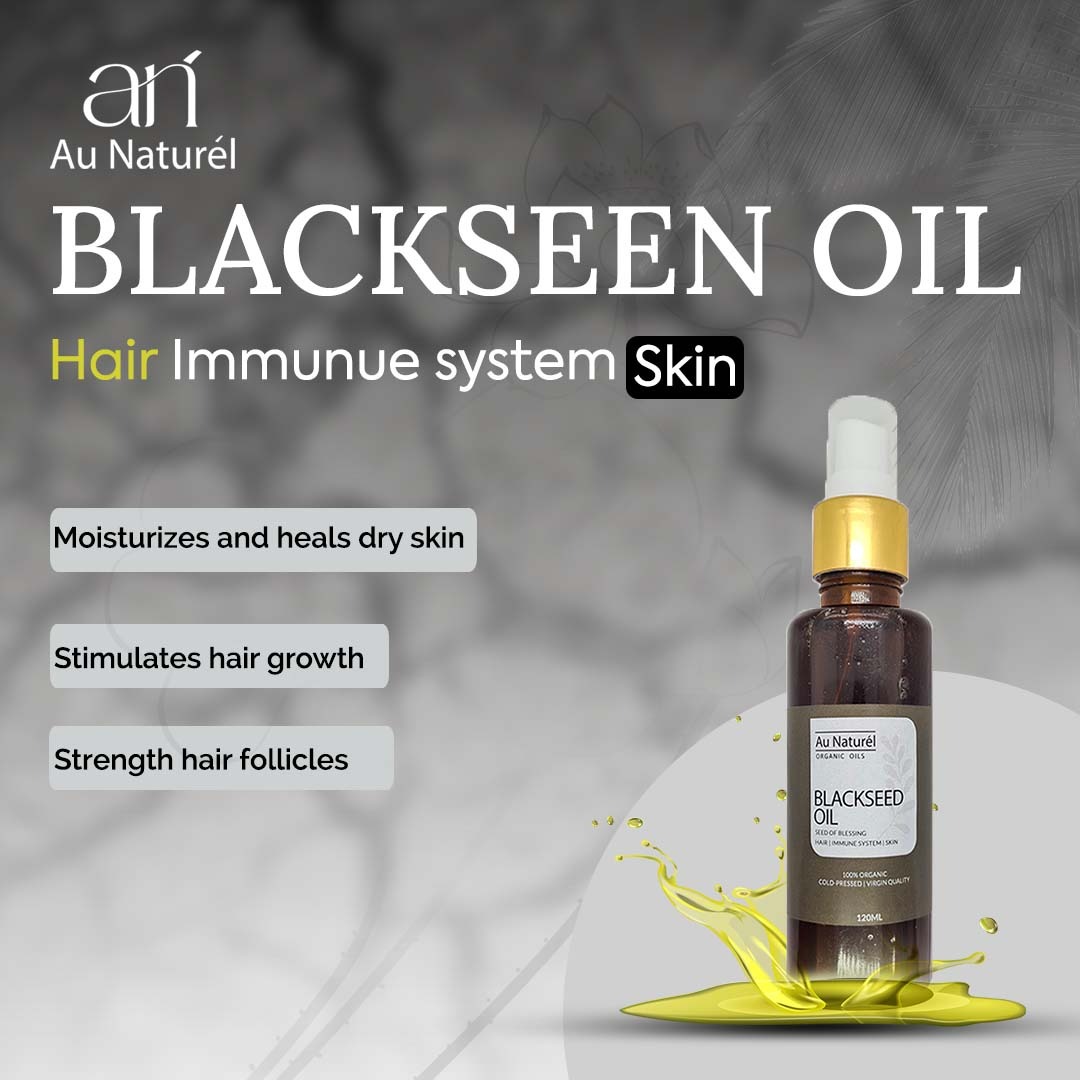 an
Au Naturél
BLACKSEEN OIL
Hair Immunue system Skin
Moisturizes and heals dry skin
Stimulates hair growth
Strength hair follicles
Au Naturél
ORGANIC OILS
BLACKSEED
OIL
SEED OF BLESSING
HAIR | IMMUNE SYSTEM | SKIN
100% ORGANIC
COLD-PRESSED | VIRGIN QUALITY
120ML